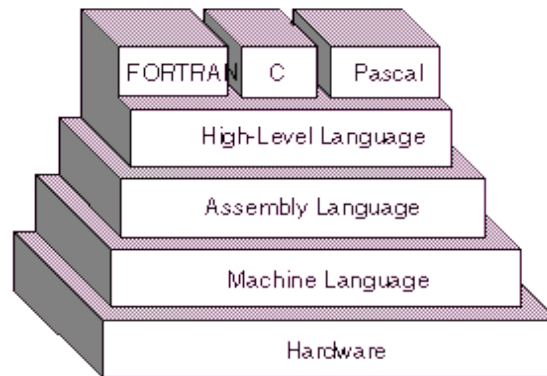 FORTRAN C Pascal
High-Level Language
Assembly Language
Machine Language
Hardware